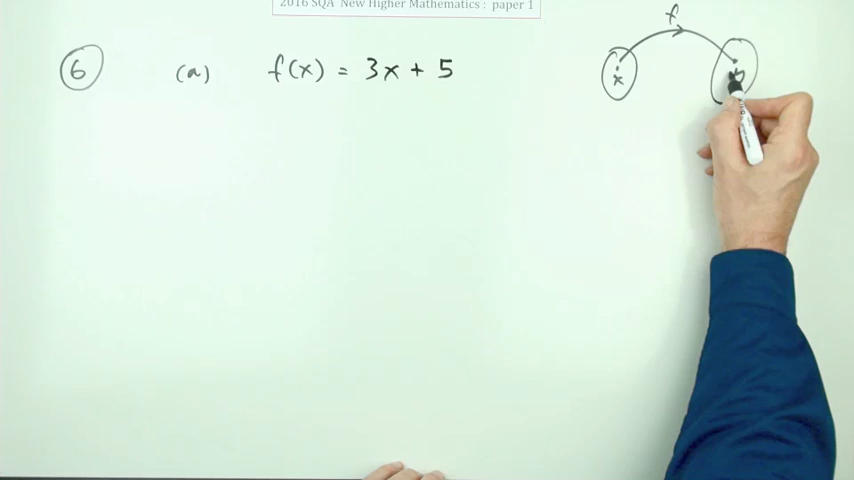 2016 SQA New Higher Mathematics : paper 1
f
6 (a) f(x) = 3x + 5
x